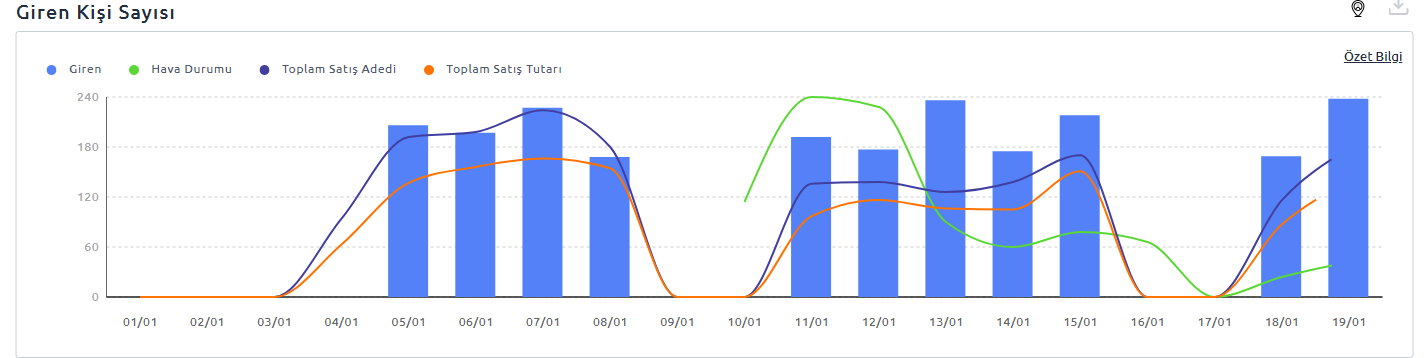 Giren Kişi Sayısı
Özet Bilgi
Giren Hava Durumu Toplam Satış Adedi Toplam Satış Tutarı
240
180
120
60
0
01/01 02/01 03/01 04/01 05/01 06/01 07/01 08/01 09/01 10/01 11/01 12/01 13/01 14/01 15/01 16/01 17/01 18/01 19/01